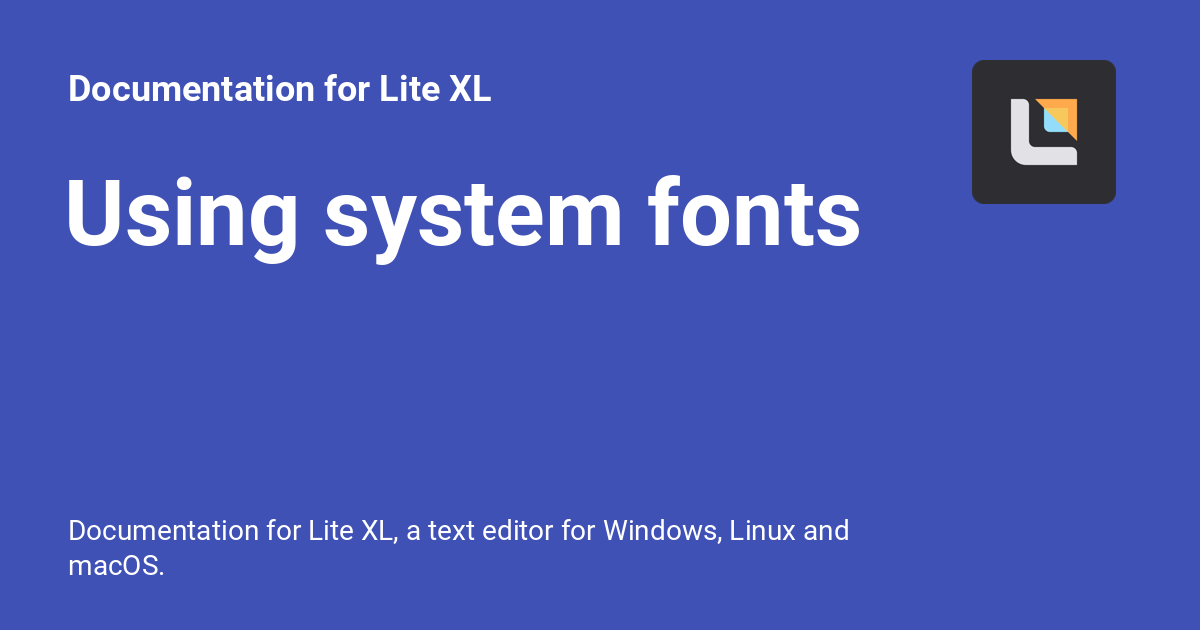 Documentation for Lite XL
Using system fonts
Documentation for Lite XL, a text editor for Windows, Linux and
macOS.